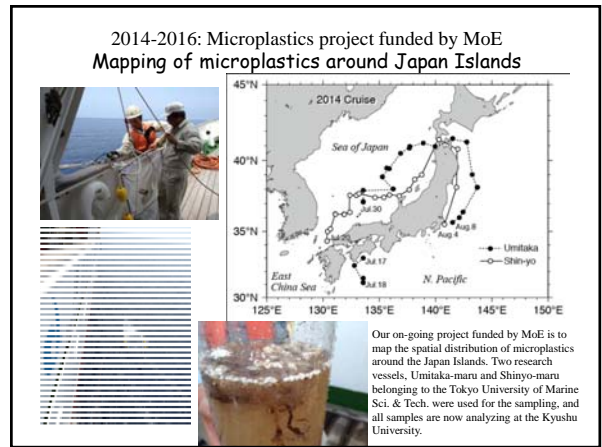 2014-2016: Microplastics project funded by MoE
Mapping of microplastics around Japan Islands
45°N
2014 Cruise
Sea of Japan
40°N
Jul.30
35°N
Aug 4
Aug.8
Umitaka
Shin-yo
Jul.17
East
China Sea
Jul.18
N. Pacific
30°N
125°E
130°E
135°E
140°E
145°E
150°E
Our on-going project funded by MoE is to
map the spatial distribution of microplastics
around the Japan Islands. Two research
vessels, Umitaka-maru and Shinyo-maru
belonging to the Tokyo University of Marine
Sci. & Tech. were used for the sampling, and
all samples are now analyzing at the Kyushu
University.